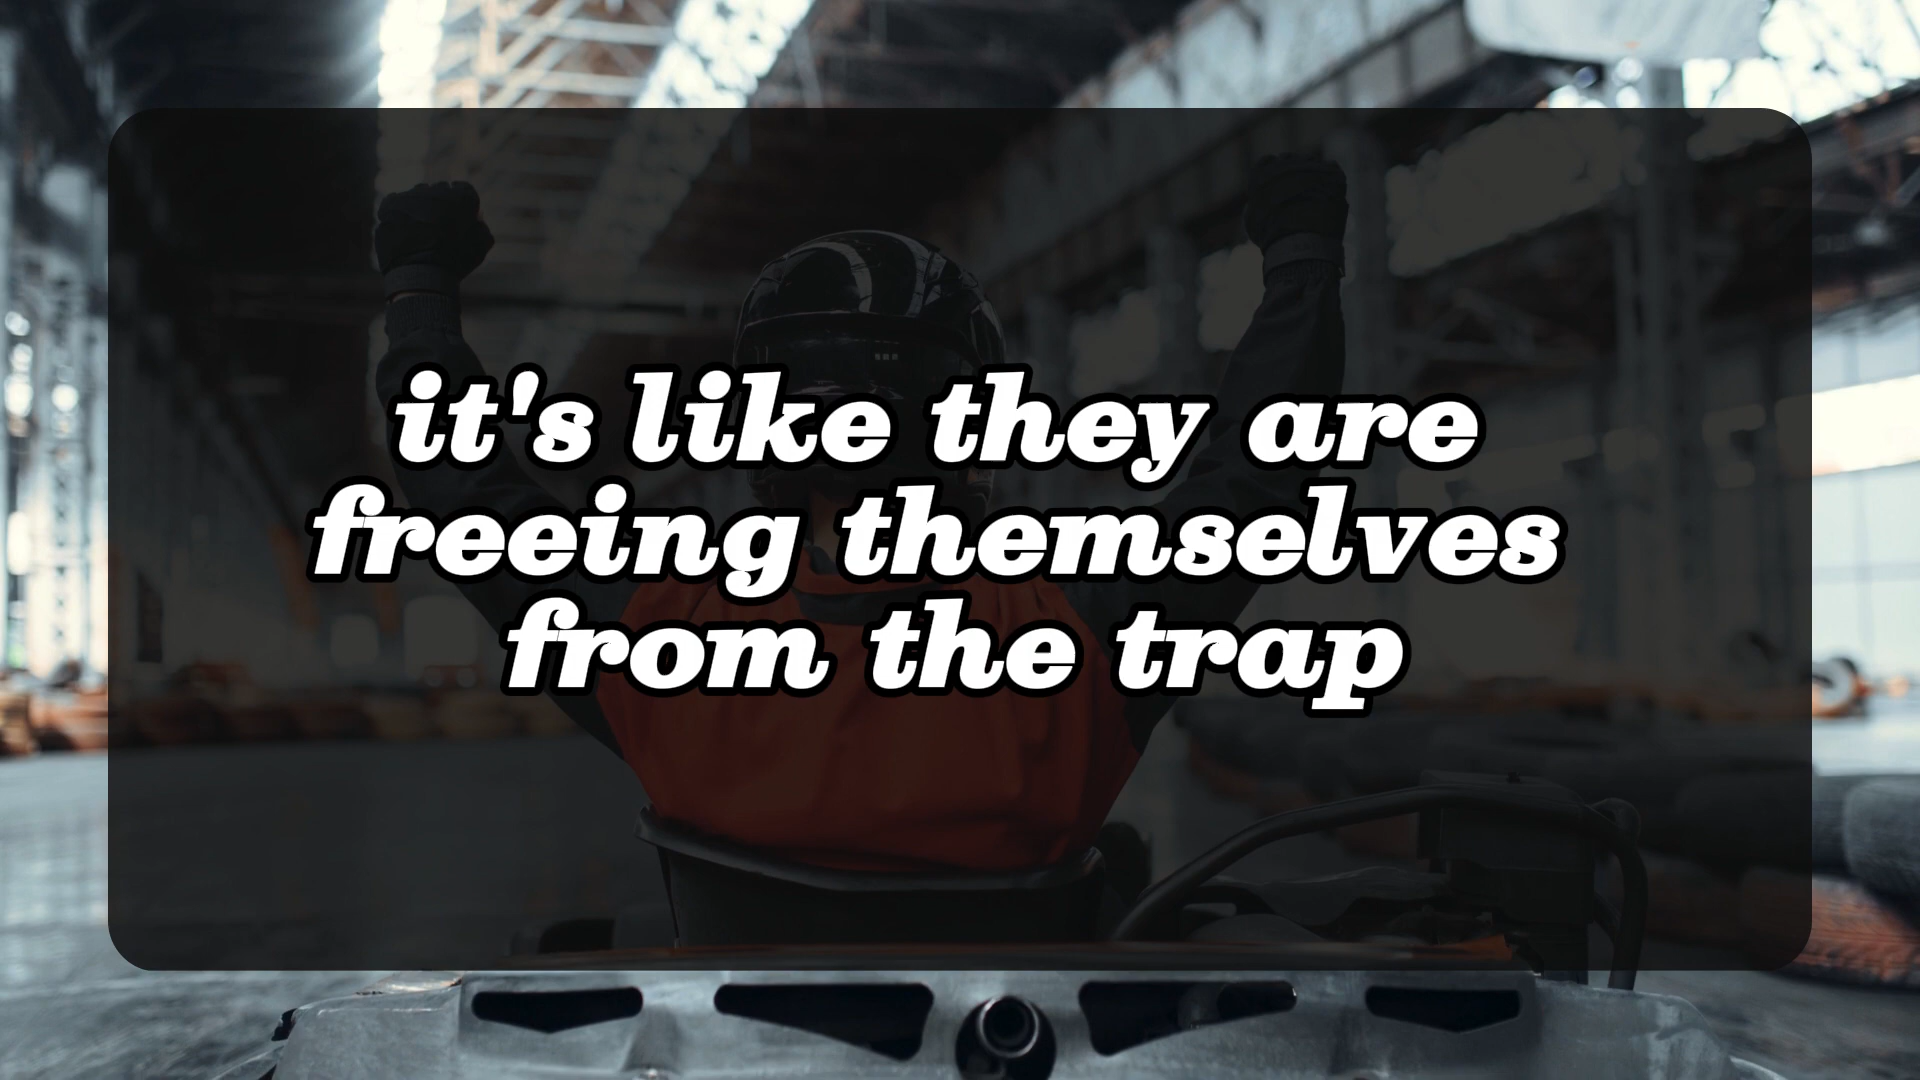 it's like they are
freeing themselves
from the trap